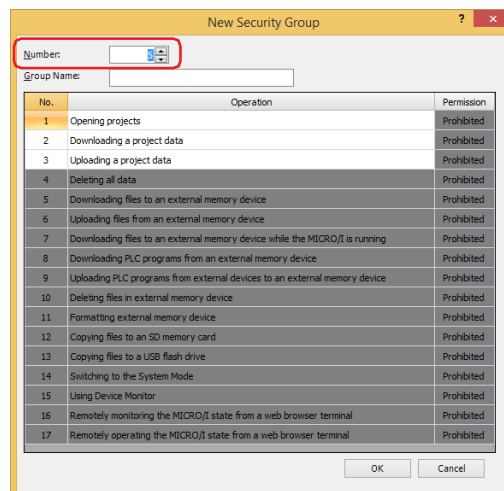 New Security Group
? ×
Number: 5
Group Name:
No. Operation Permission
1 Opening projects Prohibited
2 Downloading a project data Prohibited
3 Uploading a project data Prohibited
4 Deleting all data Prohibited
5 Downloading files to an external memory device Prohibited
6 Uploading files from an external memory device Prohibited
7 Downloading files to an external memory device while the MICRO/I is running Prohibited
8 Downloading PLC programs from an external memory device Prohibited
9 Uploading PLC programs from external devices to an external memory device Prohibited
10 Deleting files in external memory device Prohibited
11 Formatting external memory device Prohibited
12 Copying files to an SD memory card Prohibited
13 Copying files to a USB flash drive Prohibited
14 Switching to the System Mode Prohibited
15 Using Device Monitor Prohibited
16 Remotely monitoring the MICRO/I state from a web browser terminal Prohibited
17 Remotely operating the MICRO/I state from a web browser terminal Prohibited
OK Cancel